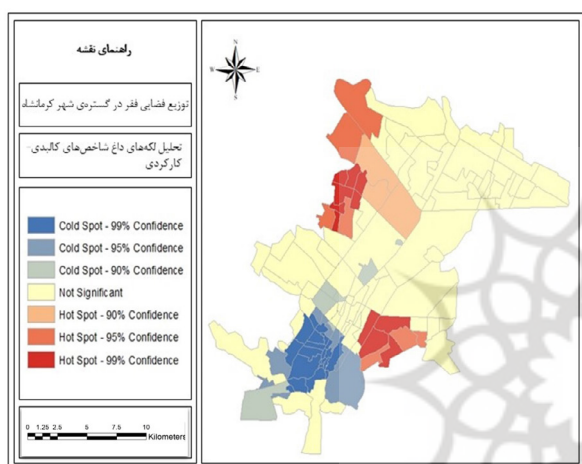 راهنمای نقشه
توزیع فضایی فقر در گستره‌ی شهر کرمانشاه
تحلیل لکه‌های داغ شاخص‌های کالبدی-
کارکردی
Cold Spot - 99% Confidence
Cold Spot - 95% Confidence
Cold Spot - 90% Confidence
Not Significant
Hot Spot - 90% Confidence
Hot Spot - 95% Confidence
Hot Spot - 99% Confidence
0 1.25 2.5 5 7.5 10
Kilometers
N
W E
S